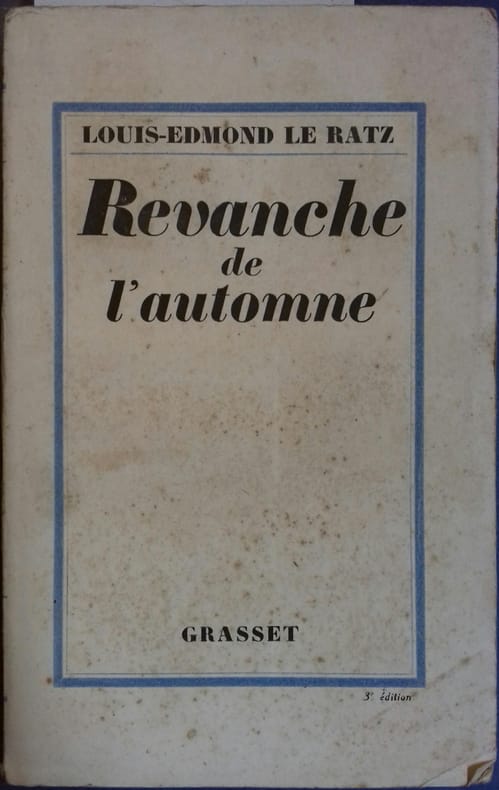 LOUIS-EDMOND LE RATZ
Revanche
de
l'automne
GRASSET
3e édition